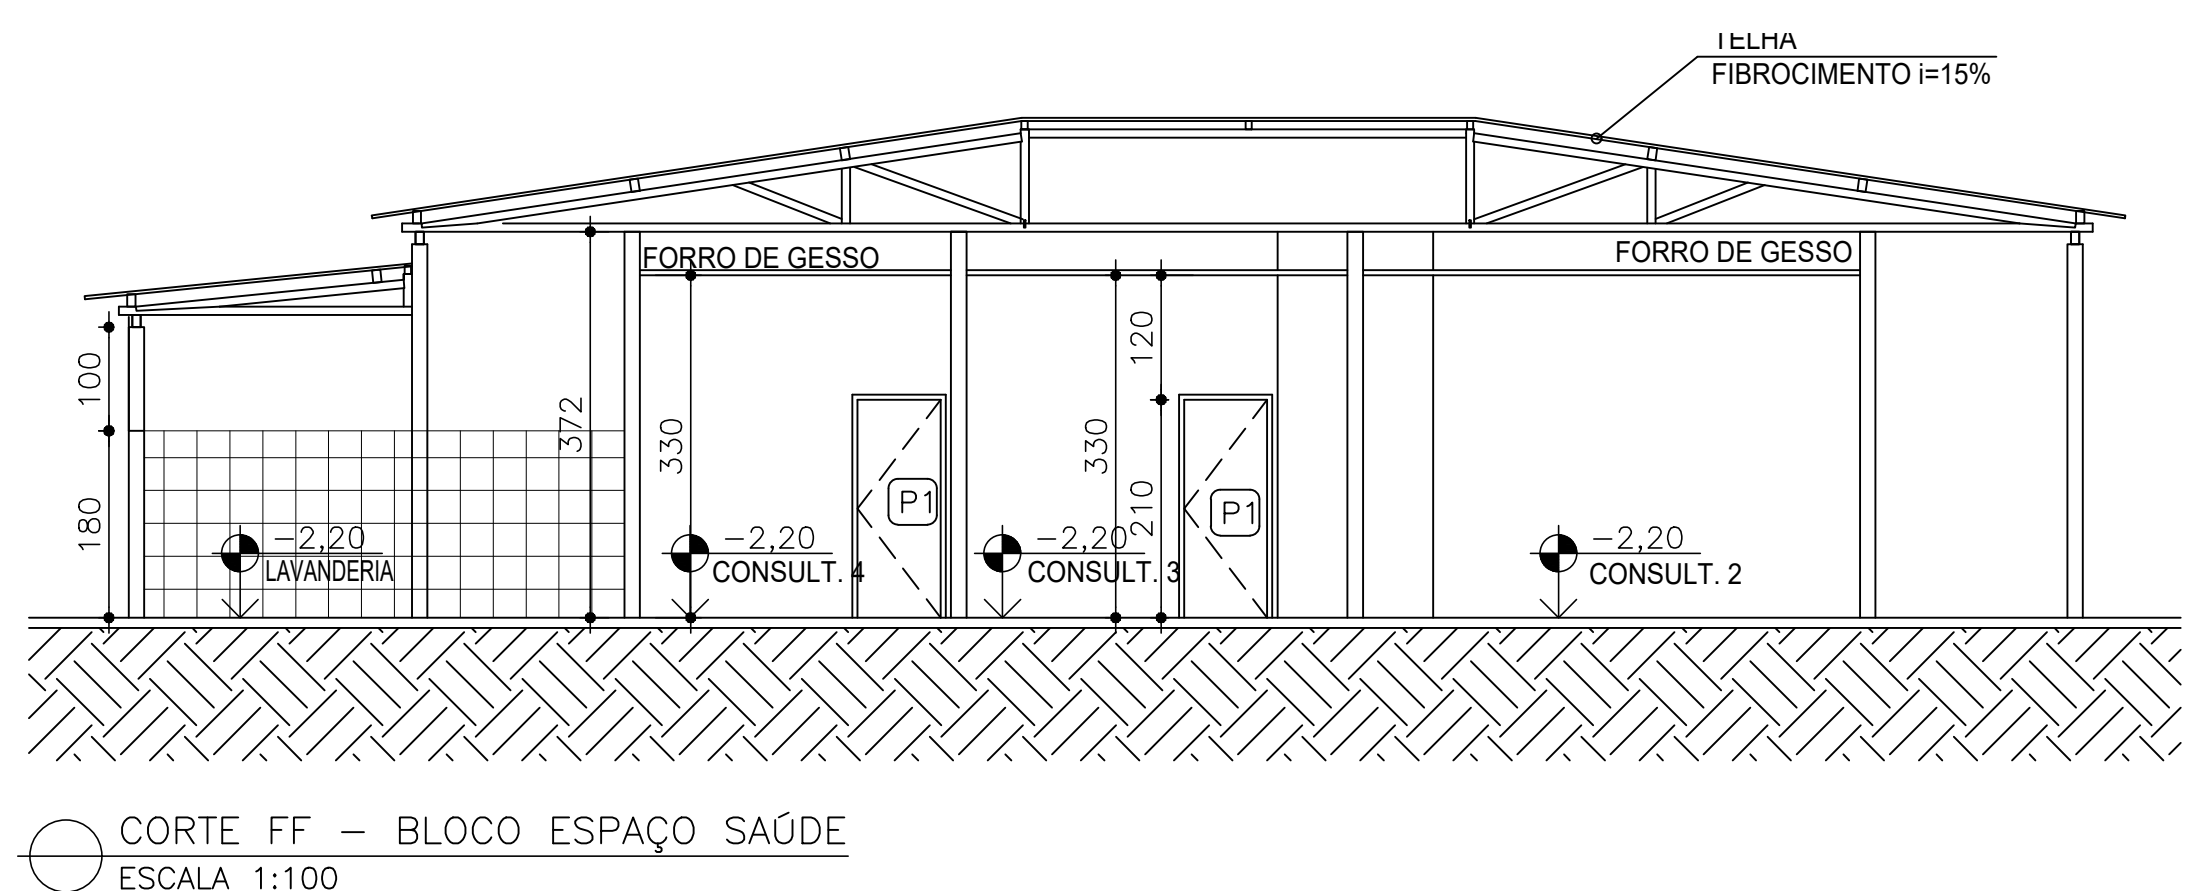 TELHA
FIBROCIMENTO i=15%
FORRO DE GESSO
FORRO DE GESSO
100
180
372
330
330
120
210
P1
P1
-2,20
LAVANDERIA
-2,20
CONSULT. 4
-2,20
CONSULT. 3
-2,20
CONSULT. 2
CORTE FF - BLOCO ESPAÇO SAÚDE
ESCALA 1:100